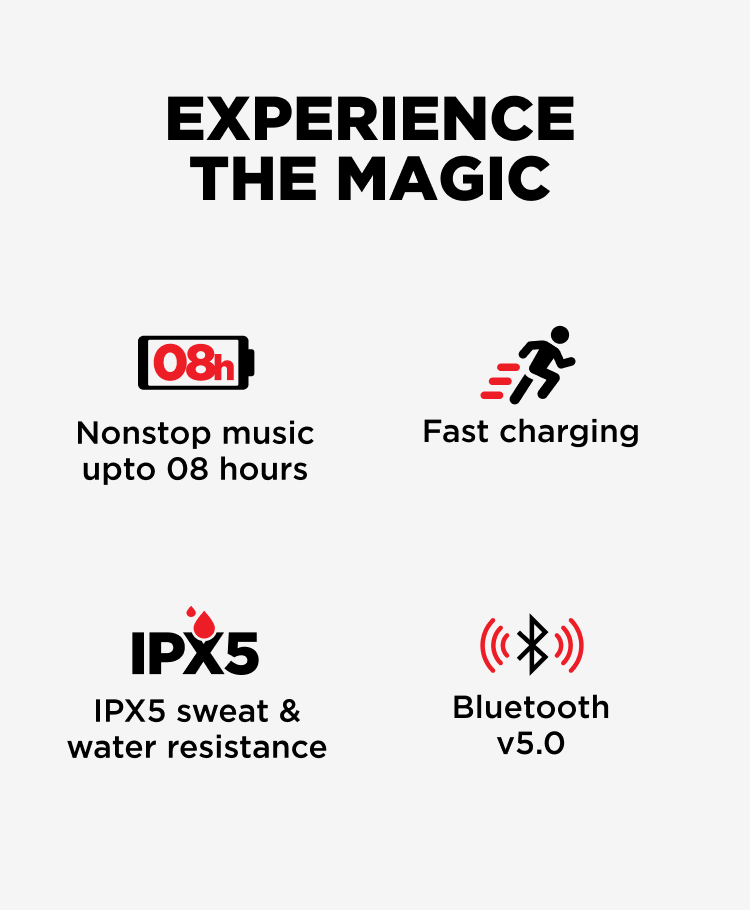 EXPERIENCE
THE MAGIC
08h
Nonstop music
upto 08 hours
Fast charging
IPX5
IPX5 sweat &
water resistance
Bluetooth
v5.0